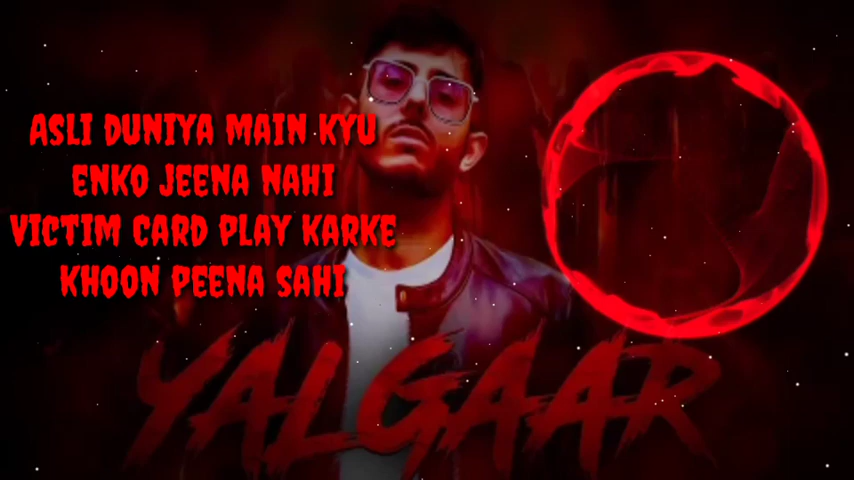 ASLI DUNIYA MAIN KYU
ENKO JEENA NAHI
VICTIM CARD PLAY KARKE
KHOON PEENA SAHI
YALGAAR